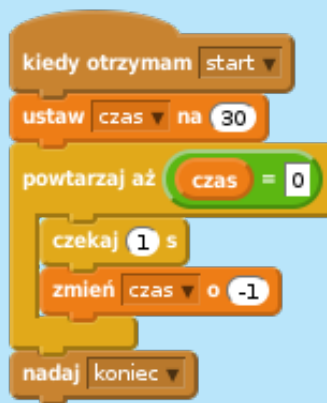 kiedy otrzymam start
ustaw czas na 30
powtarzaj aż czas = 0
czekaj 1 s
zmień czas o -1
nadaj koniec